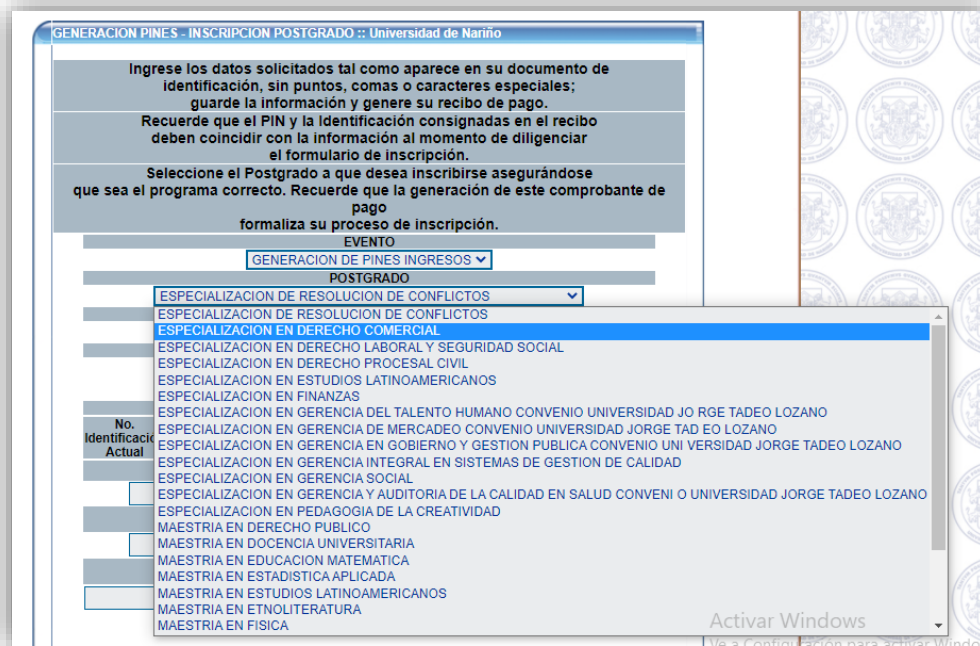 GENERACION PINES - INSCRIPCION POSTGRADO :: Universidad de Nariño
Ingrese los datos solicitados tal como aparece en su documento de
identificación, sin puntos, comas o caracteres especiales;
guarde la información y genere su recibo de pago.
Recuerde que el PIN y la Identificación consignadas en el recibo
deben coincidir con la información al momento de diligenciar
el formulario de inscripción.
Seleccione el Postgrado a que desea inscribirse asegurándose
que sea el programa correcto. Recuerde que la generación de este comprobante de
pago
formaliza su proceso de inscripción.
EVENTO
GENERACION DE PINES INGRESOS
POSTGRADO
ESPECIALIZACION DE RESOLUCION DE CONFLICTOS
ESPECIALIZACION DE RESOLUCION DE CONFLICTOS
ESPECIALIZACION EN DERECHO COMERCIAL
ESPECIALIZACION EN DERECHO LABORAL Y SEGURIDAD SOCIAL
ESPECIALIZACION EN DERECHO PROCESAL CIVIL
ESPECIALIZACION EN ESTUDIOS LATINOAMERICANOS
ESPECIALIZACION EN FINANZAS
ESPECIALIZACION EN GERENCIA DEL TALENTO HUMANO CONVENIO UNIVERSIDAD JO RGE TADEO LOZANO
ESPECIALIZACION EN GERENCIA DE MERCADEO CONVENIO UNIVERSIDAD JORGE TAD EO LOZANO
ESPECIALIZACION EN GERENCIA EN GOBIERNO Y GESTION PUBLICA CONVENIO UNI VERSIDAD JORGE TADEO LOZANO
ESPECIALIZACION EN GERENCIA INTEGRAL EN SISTEMAS DE GESTION DE CALIDAD
ESPECIALIZACION EN GERENCIA SOCIAL
ESPECIALIZACION EN GERENCIA Y AUDITORIA DE LA CALIDAD EN SALUD CONVENI O UNIVERSIDAD JORGE TADEO LOZANO
ESPECIALIZACION EN PEDAGOGIA DE LA CREATIVIDAD
MAESTRIA EN DERECHO PUBLICO
MAESTRIA EN DOCENCIA UNIVERSITARIA
MAESTRIA EN EDUCACION MATEMATICA
MAESTRIA EN ESTADISTICA APLICADA
MAESTRIA EN ESTUDIOS LATINOAMERICANOS
MAESTRIA EN ETNOLITERATURA
MAESTRIA EN FISICA
No.
Identificació
Actual
Activar Windows
Ve a Configuración para activar Windo